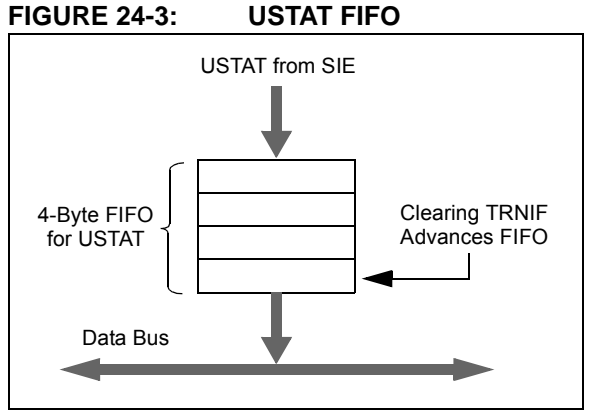 FIGURE 24-3: USTAT FIFO
USTAT from SIE
4-Byte FIFO
for USTAT
Clearing TRNIF
Advances FIFO
Data Bus